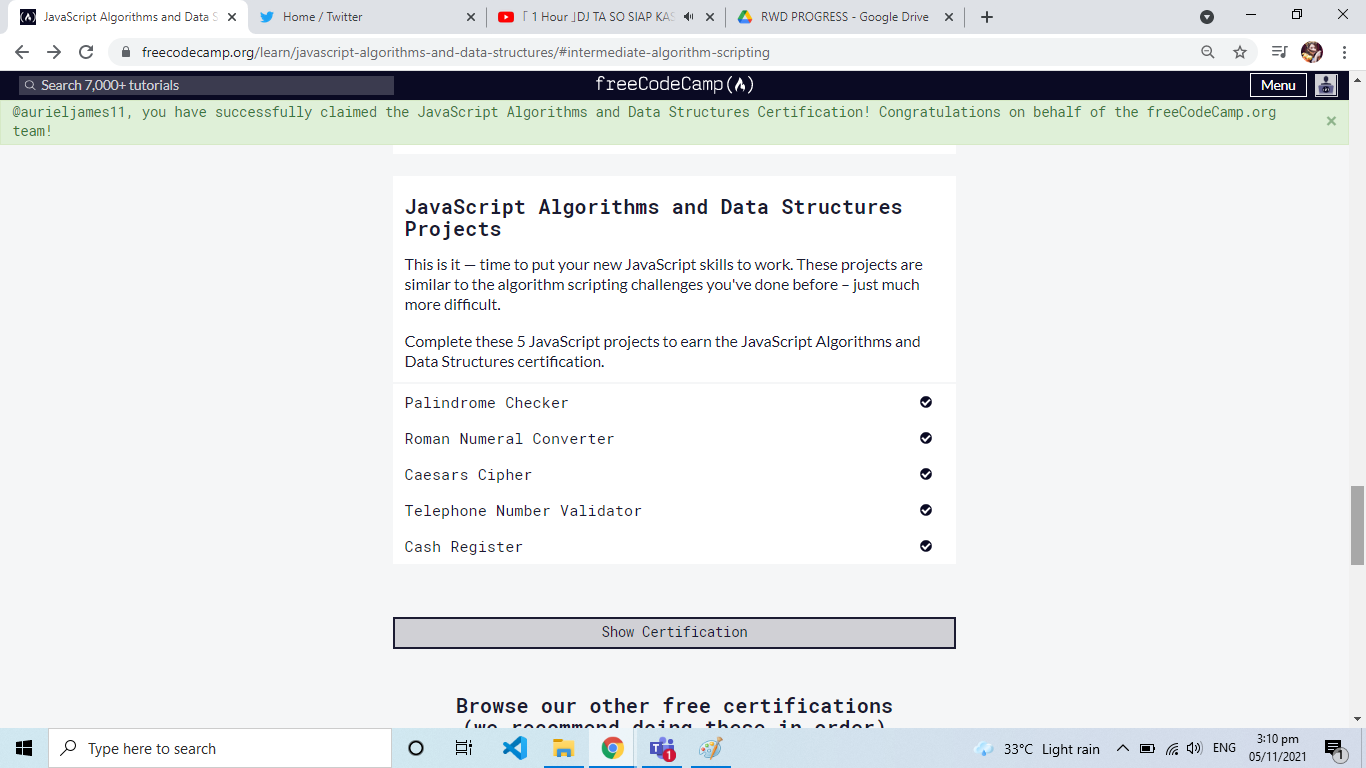 JavaScript Algorithms and Data S
Home / Twitter
「 1 Hour 」DJ TA SO SIAP KAS
RWD PROGRESS - Google Drive
freecodecamp.org/learn/javascript-algorithms-and-data-structures/#intermediate-algorithm-scripting
Search 7,000+ tutorials
freeCodeCamp
Menu
@aurieljames11, you have successfully claimed the JavaScript Algorithms and Data Structures Certification! Congratulations on behalf of the freeCodeCamp.org
team!
JavaScript Algorithms and Data Structures
Projects
This is it — time to put your new JavaScript skills to work. These projects are
similar to the algorithm scripting challenges you've done before – just much
more difficult.
Complete these 5 JavaScript projects to earn the JavaScript Algorithms and
Data Structures certification.
Palindrome Checker
Roman Numeral Converter
Caesars Cipher
Telephone Number Validator
Cash Register
Show Certification
Browse our other free certifications
(we recommend doing these in order)
Type here to search
1
33°C Light rain
ENG
3:10 pm
05/11/2021
1